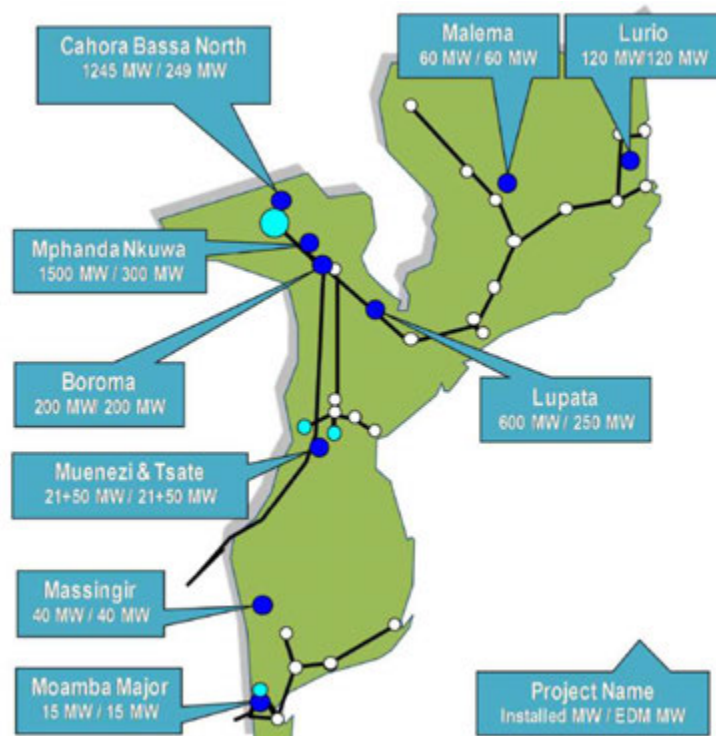 Cahora Bassa North
1245 MW / 249 MW
Malema
60 MW / 60 MW
Lurio
120 MW/120 MW
Mphanda Nkuwa
1500 MW / 300 MW
Boroma
200 MW/ 200 MW
Lupata
600 MW / 250 MW
Muenezi & Tsate
21+50 MW / 21+50 MW
Massingir
40 MW / 40 MW
Moamba Major
15 MW / 15 MW
Project Name
Installed MW / EDM MW